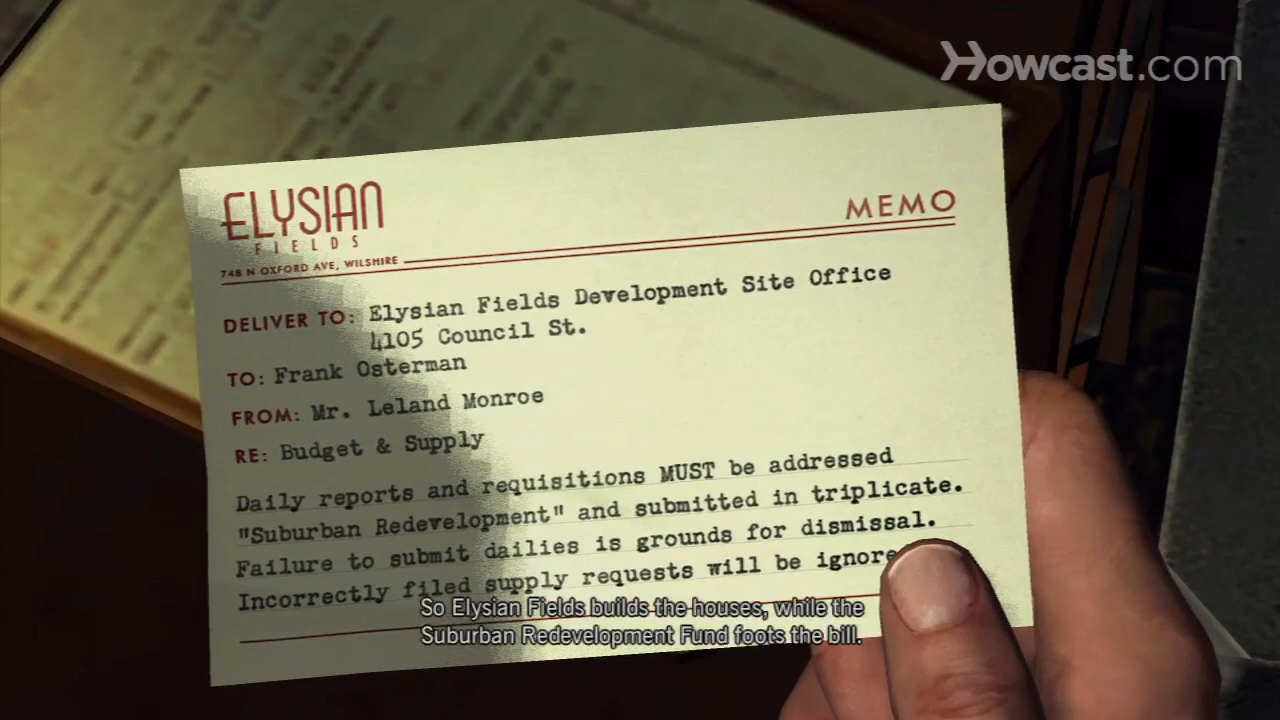 Howcast.com
ELYSIAN
FIELDS
MEMO
748 N OXFORD AVE, WILSHIRE
DELIVER TO: Elysian Fields Development Site Office
4105 Council St.
TO: Frank Osterman
FROM: Mr. Leland Monroe
RE: Budget & Supply
Daily reports and requisitions MUST be addressed
"Suburban Redevelopment" and submitted in triplicate.
Failure to submit dailies is grounds for dismissal.
Incorrectly filed supply requests will be ignore
So Elysian Fields builds the houses, while the
Suburban Redevelopment Fund foots the bill.